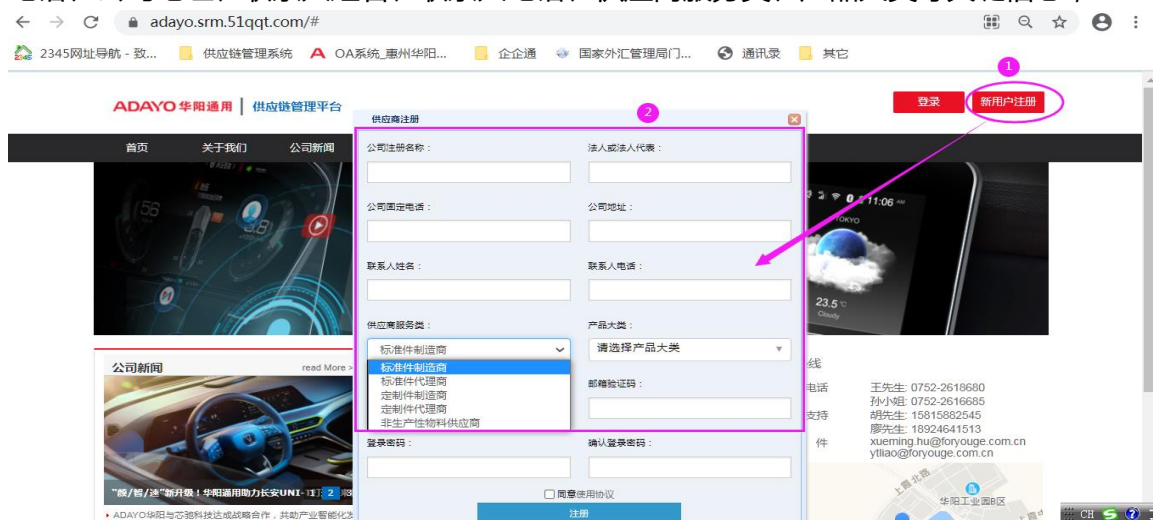 adayo.srm.51qqt.com/#
2345网址导航 - 致... 供应链管理系统 OA系统_惠州华阳... 企企通 国家外汇管理局门... 通讯录 其它
1
ADAYO 华阳通用 | 供应链管理平台
登录 新用户注册
供应商注册
2
首页 关于我们 公司新闻
公司注册名称：
法人或法人代表：
公司固定电话：
公司地址：
联系人姓名：
联系人电话：
供应商服务类：
产品大类：
标准件制造商
请选择产品大类
标准件制造商
标准件代理商
定制件制造商
定制件代理商
非生产性物料供应商
邮箱验证码：
登录密码：
确认登录密码：
同意使用协议
注册
11:06
TOKYO
23.5
Cloudy
公司新闻 read More >
"般/智/速"新升级！华阳通用助力长安UNI- 1 2 3
ADAYO华阳与芯驰科技达成战略合作，共助产业智能化发
线
电话 王先生: 0752-2618680
孙小姐: 0752-2616685
支持 胡先生: 15815882545
廖先生: 18924641513
件 xueming.hu@foryouge.com.cn
ytliao@foryouge.com.cn
华阳工业园B区
CH